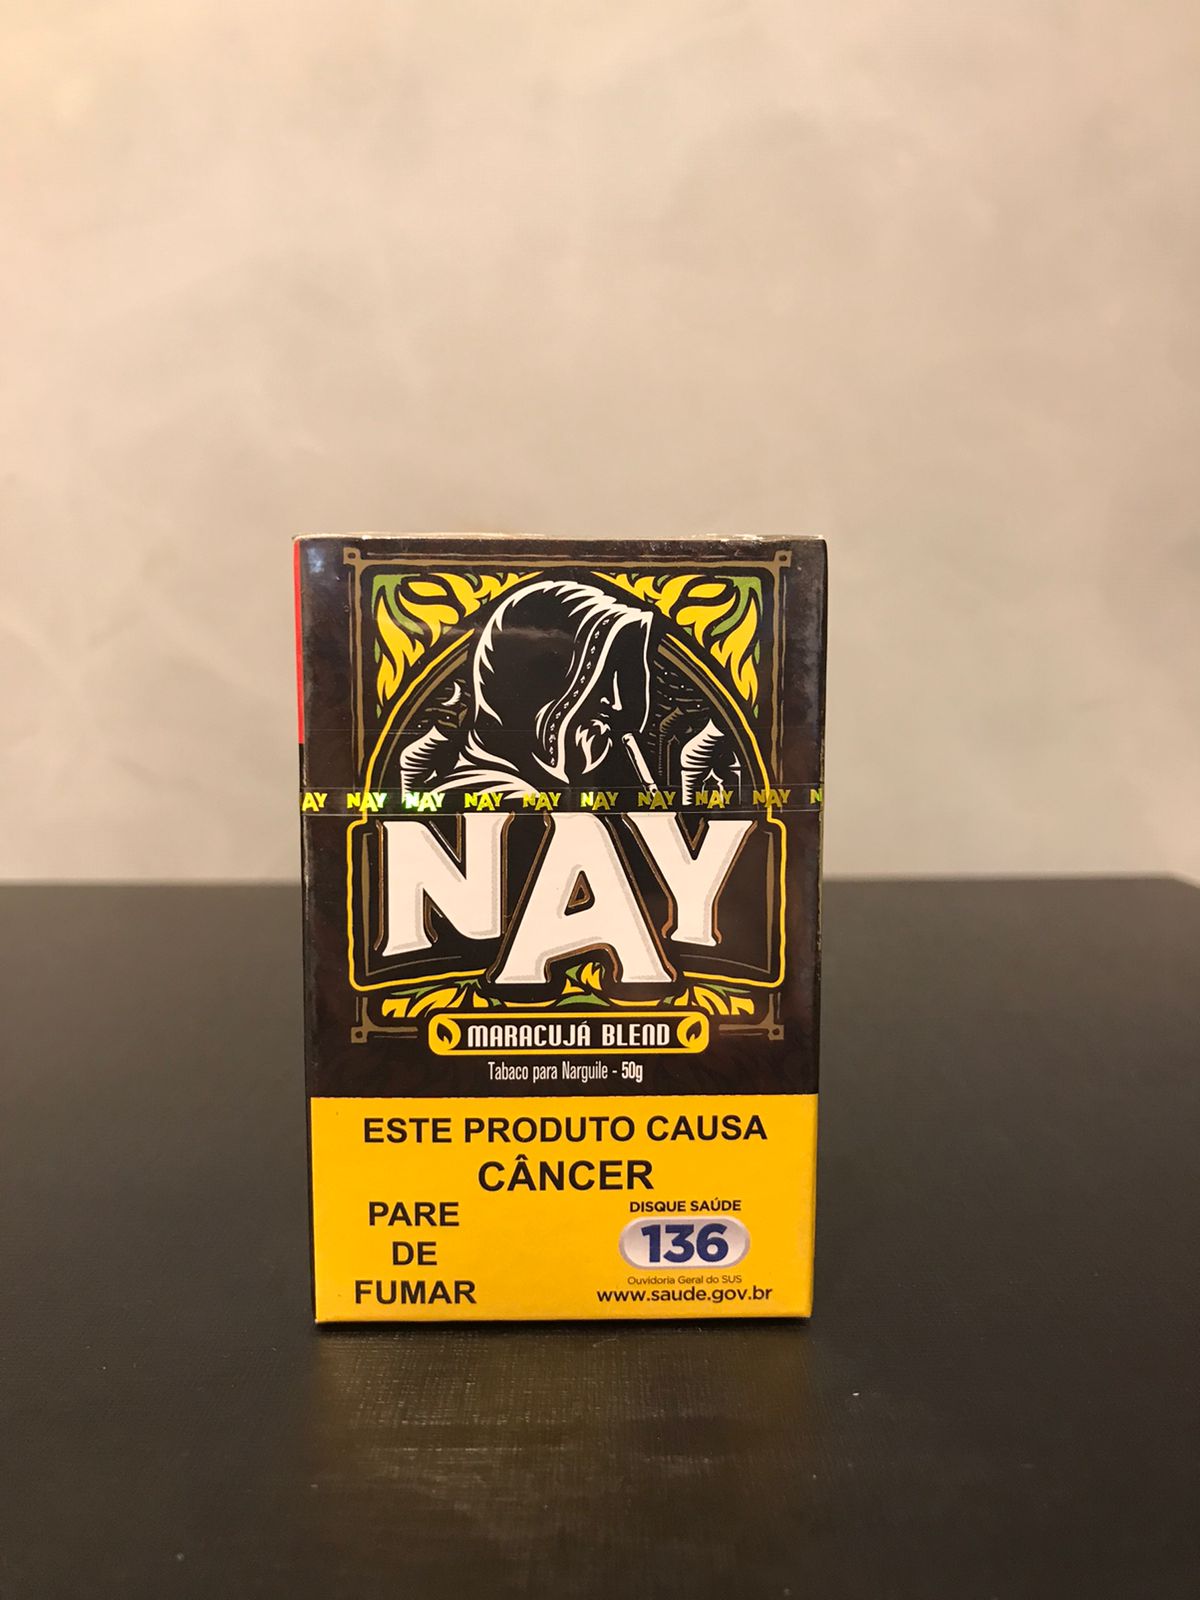 AY NAY NAY NAY NAY NAY NAY NAY NAY N
NAY
MARACUJÁ BLEND
Tabaco para Narguile - 50g
ESTE PRODUTO CAUSA
CÂNCER
PARE
DE
FUMAR
DISQUE SAÚDE
136
Ouvidoria Geral do SUS
www.saude.gov.br